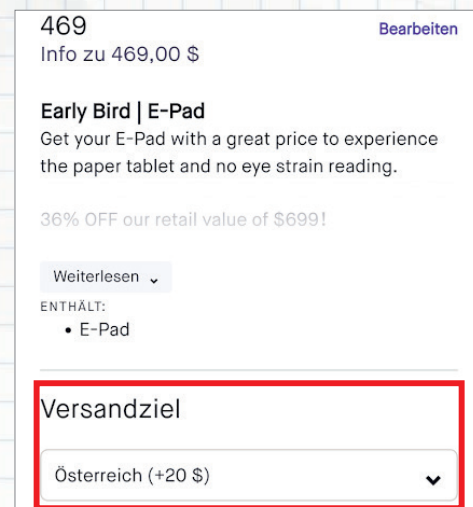 469
Bearbeiten
Info zu 469,00 $
Early Bird | E-Pad
Get your E-Pad with a great price to experience
the paper tablet and no eye strain reading.
36% OFF our retail value of $699!
Weiterlesen
ENTHÄLT:
• E-Pad
Versandziel
Österreich (+20 $)